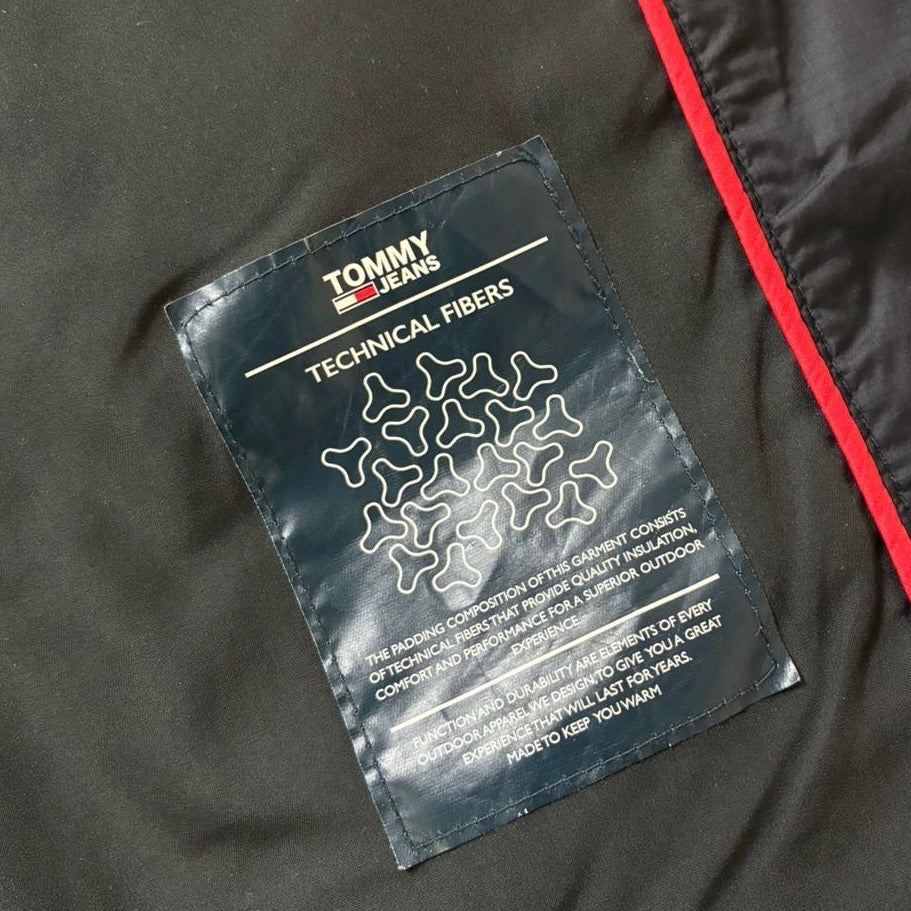 TOMMY
JEANS
TECHNICAL FIBERS
THE PADDING COMPOSITION OF THIS GARMENT CONSISTS
OF TECHNICAL FIBERS THAT PROVIDE QUALITY INSULATION,
COMFORT AND PERFORMANCE FOR A SUPERIOR OUTDOOR
EXPERIENCE.
FUNCTION AND DURABILITY ARE ELEMENTS OF EVERY
OUTDOOR APPAREL WE DESIGN, TO GIVE YOU A GREAT
EXPERIENCE THAT WILL LAST FOR YEARS.
MADE TO KEEP YOU WARM